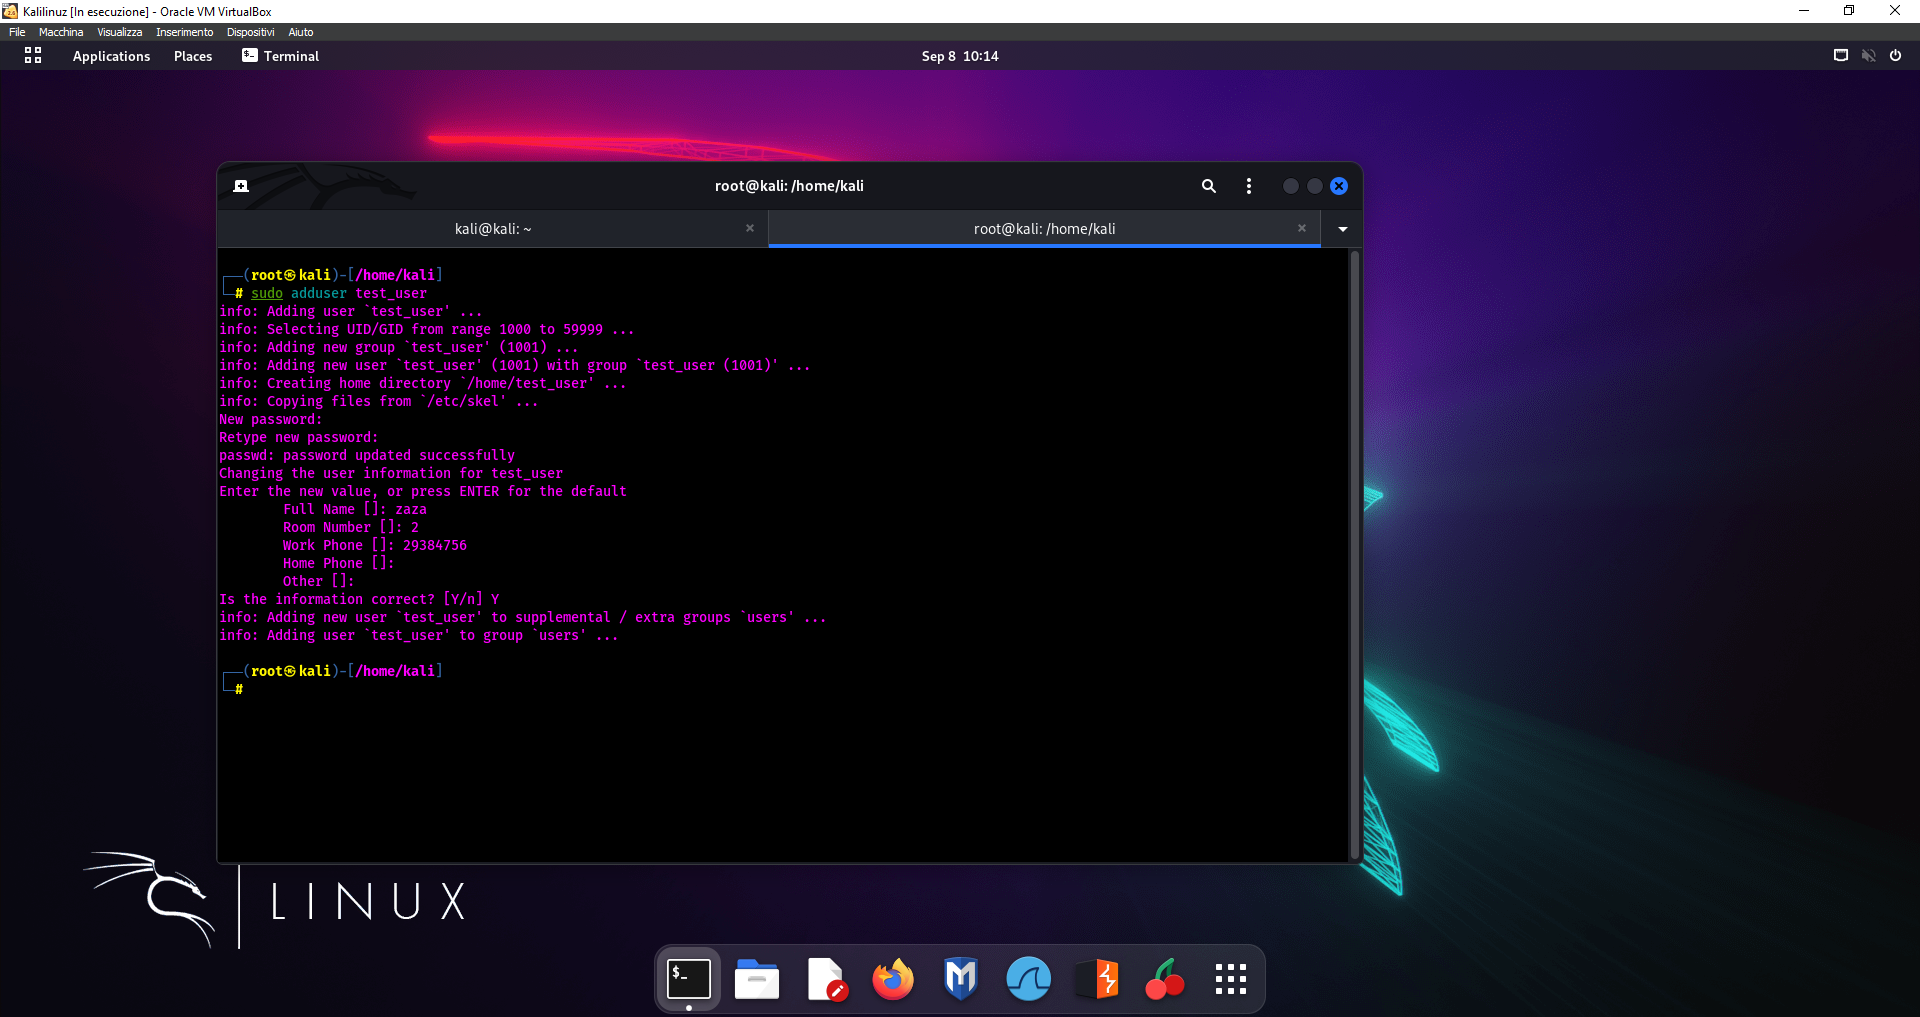 Kalilinuz [In esecuzione] - Oracle VM VirtualBox
File Macchina Visualizza Inserimento Dispositivi Aiuto
Applications Places Terminal Sep 8 10:14
root@kali: /home/kali
kali@kali: ~ root@kali: /home/kali
┌──(root㉿kali)-[/home/kali]
└─# sudo adduser test_user
info: Adding user `test_user' ...
info: Selecting UID/GID from range 1000 to 59999 ...
info: Adding new group `test_user' (1001) ...
info: Adding new user `test_user' (1001) with group `test_user (1001)' ...
info: Creating home directory `/home/test_user' ...
info: Copying files from `/etc/skel' ...
New password:
Retype new password:
passwd: password updated successfully
Changing the user information for test_user
Enter the new value, or press ENTER for the default
Full Name []: zaza
Room Number []: 2
Work Phone []: 29384756
Home Phone []:
Other []:
Is the information correct? [Y/n] Y
info: Adding new user `test_user' to supplemental / extra groups `users' ...
info: Adding user `test_user' to group `users' ...
┌──(root㉿kali)-[/home/kali]
└─#
LINUX
$_